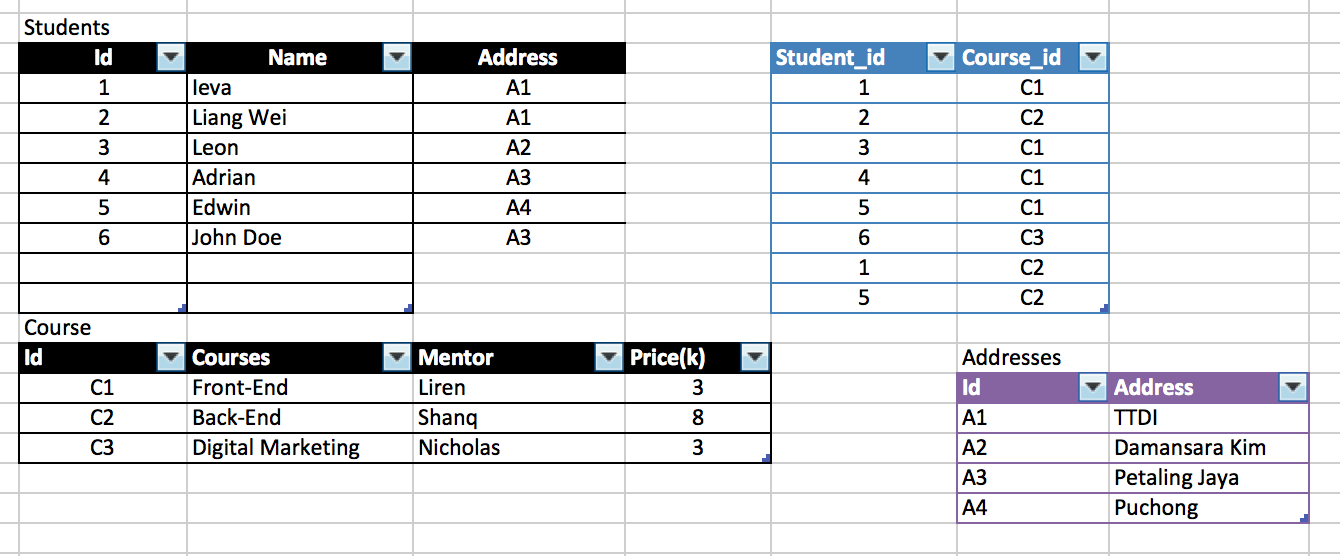 Students
Id Name Address
1 Ieva A1
2 Liang Wei A1
3 Leon A2
4 Adrian A3
5 Edwin A4
6 John Doe A3
Student_id Course_id
1 C1
2 C2
3 C1
4 C1
5 C1
6 C3
1 C2
5 C2
Course
Id Courses Mentor Price(k)
C1 Front-End Liren 3
C2 Back-End Shanq 8
C3 Digital Marketing Nicholas 3
Addresses
Id Address
A1 TTDI
A2 Damansara Kim
A3 Petaling Jaya
A4 Puchong